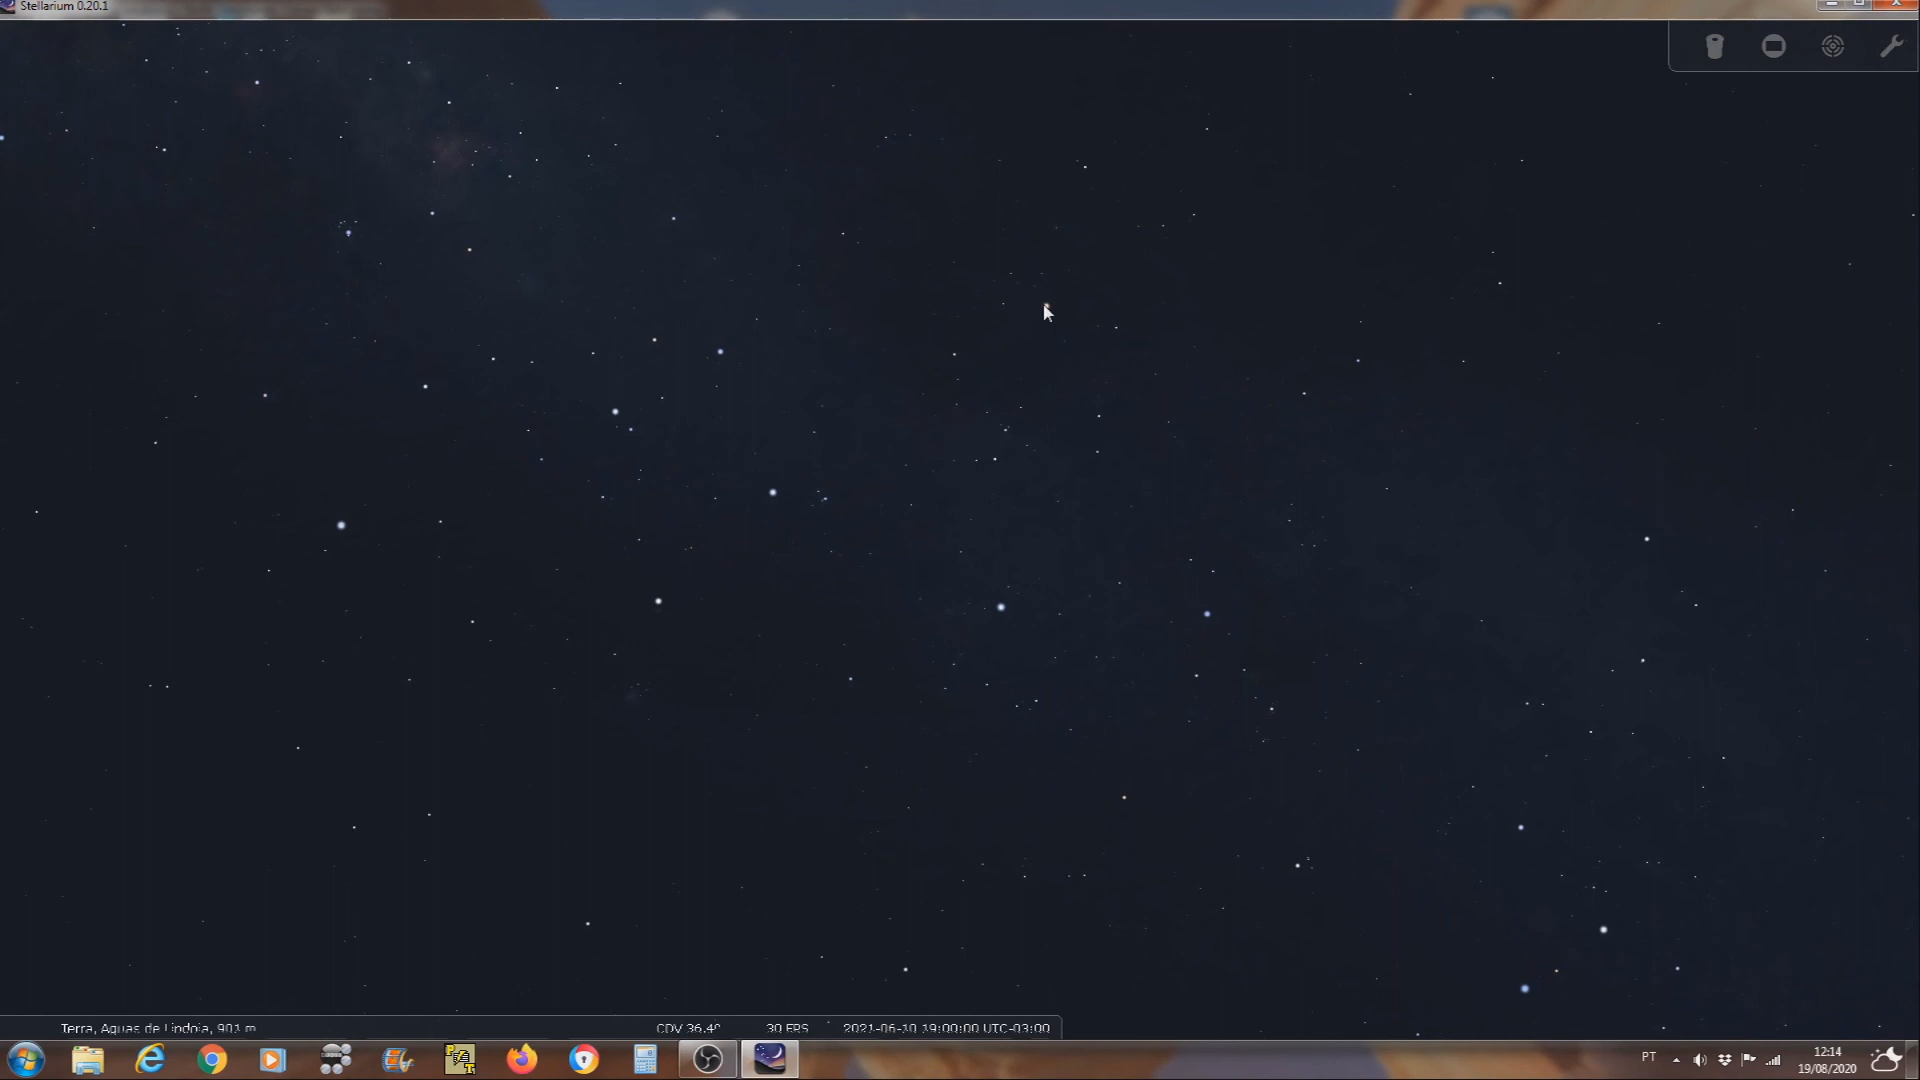 Stellarium 0.20.1
Terra, Águas de Lindoia, 901 m
CDV 36.4°
30 FPS
2021-06-10 19:00:00 UTC-03:00
PT
12:14
19/08/2020